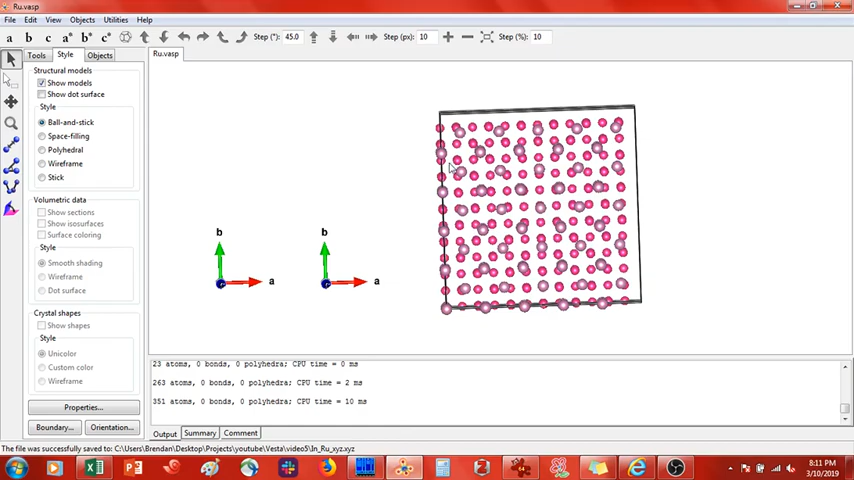 Ru.vasp
File Edit View Objects Utilities Help
a b c a* b* c* Step (°): 45.0 Step (px): 10 Step (%): 10
Tools Style Objects
Ru.vasp
Structural models
Show models
Show dot surface
Style
Ball-and-stick
Space-filling
Polyhedral
Wireframe
Stick
Volumetric data
Show sections
Show isosurfaces
Surface coloring
Style
Smooth shading
Wireframe
Dot surface
Crystal shapes
Show shapes
Style
Unicolor
Custom color
Wireframe
Properties...
Boundary... Orientation...
b b
a a
23 atoms, 0 bonds, 0 polyhedra; CPU time = 0 ms
263 atoms, 0 bonds, 0 polyhedra; CPU time = 2 ms
351 atoms, 0 bonds, 0 polyhedra; CPU time = 10 ms
Output Summary Comment
The file was successfully saved to: C:\Users\Brendan\Desktop\Projects\youtube\Vesta\video5\In_Ru_xyz.xyz
8:11 PM
3/10/2019